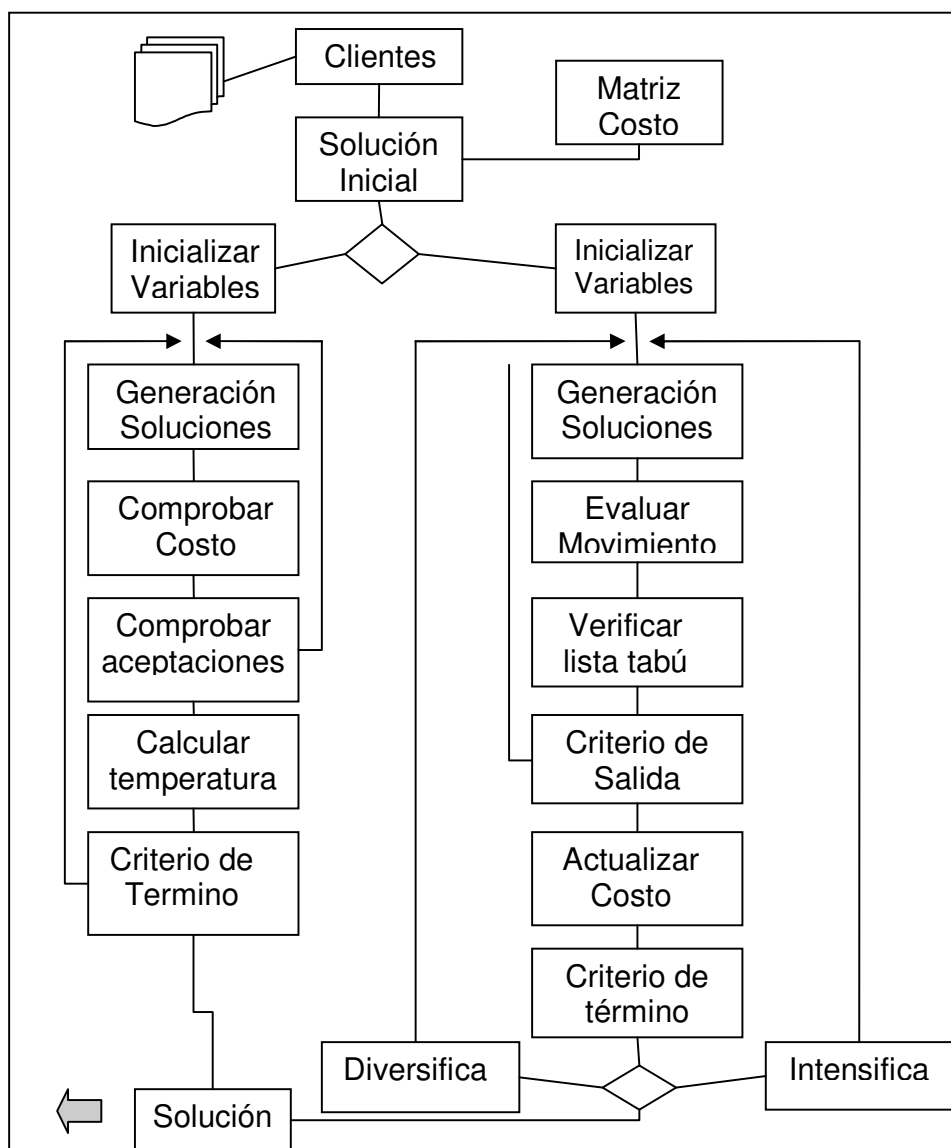 Clientes
Matriz
Costo
Solución
Inicial
Inicializar
Variables
Inicializar
Variables
Generación
Soluciones
Comprobar
Costo
Comprobar
aceptaciones
Calcular
temperatura
Criterio de
Termino
Generación
Soluciones
Evaluar
Movimiento
Verificar
lista tabú
Criterio de
Salida
Actualizar
Costo
Criterio de
término
Diversifica
Intensifica
Solución